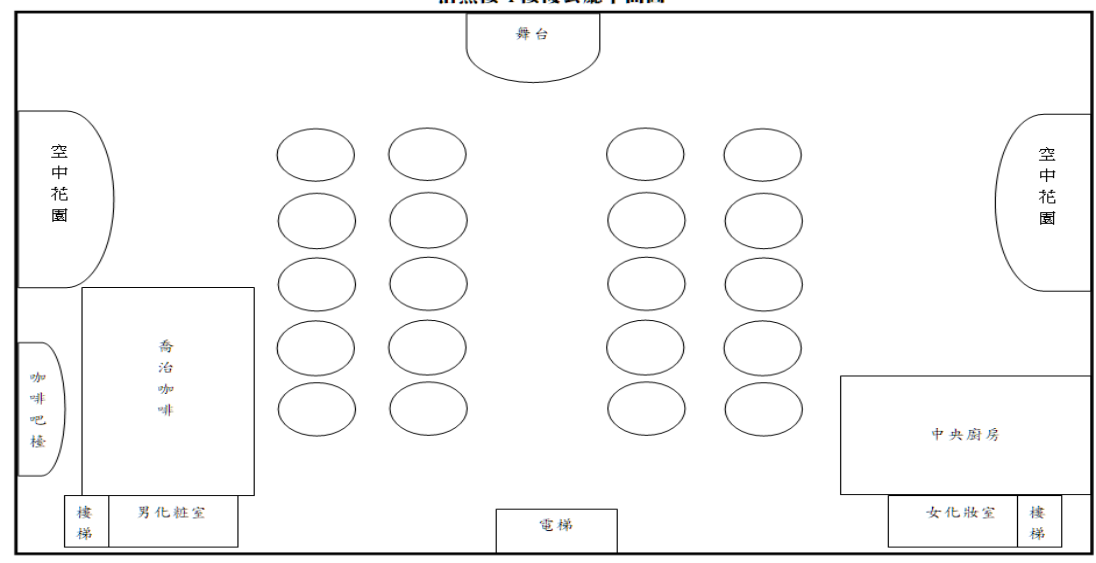 舞台
空中花園
空中花園
喬治咖啡
咖啡吧檯
中央廚房
樓梯
男化粧室
電梯
女化妝室
樓梯